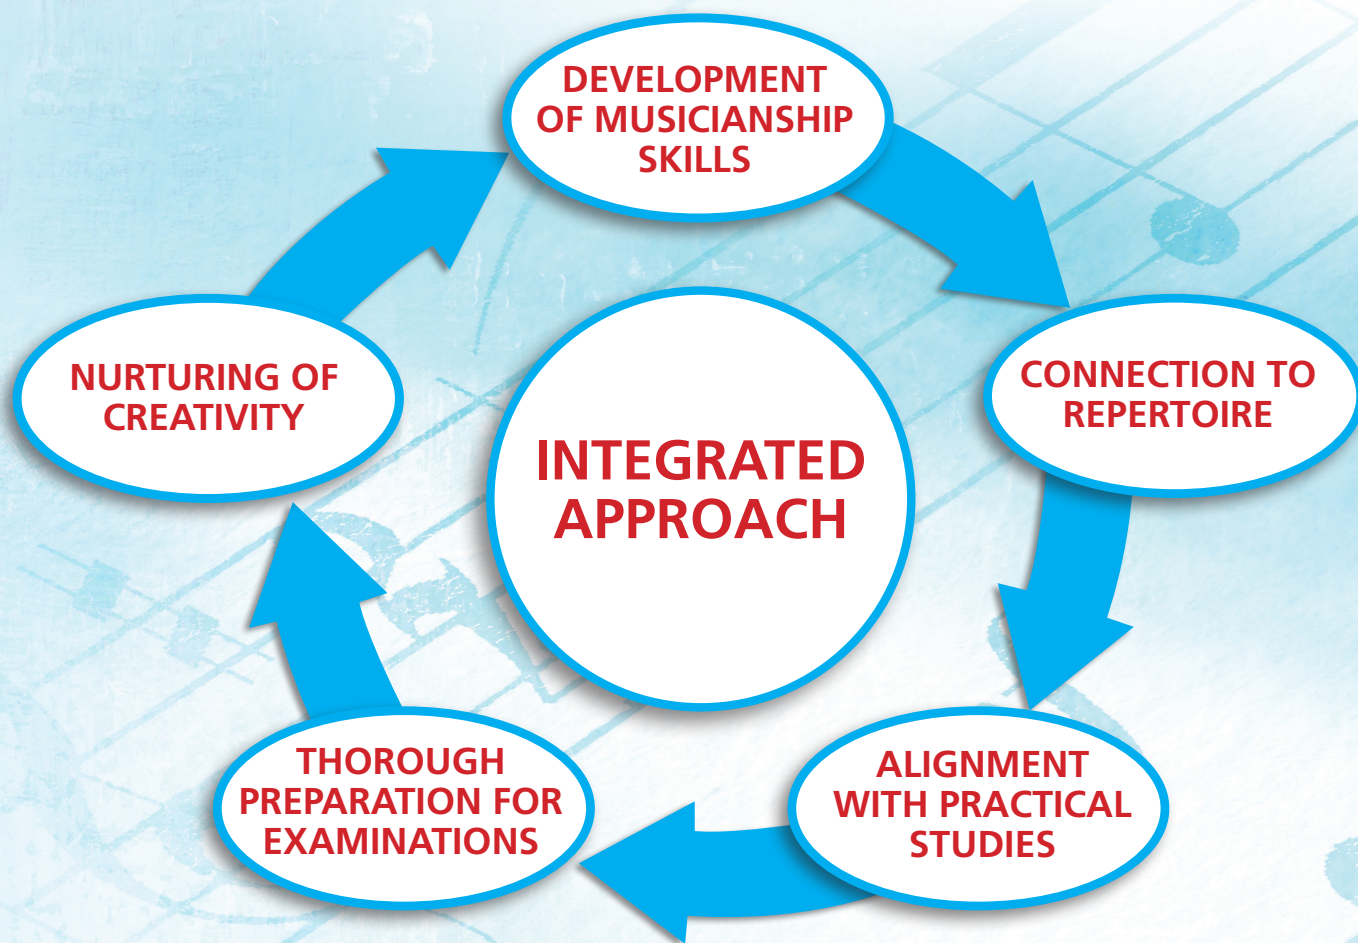 DEVELOPMENT
OF MUSICIANSHIP
SKILLS
CONNECTION TO
REPERTOIRE
ALIGNMENT
WITH PRACTICAL
STUDIES
THOROUGH
PREPARATION FOR
EXAMINATIONS
NURTURING OF
CREATIVITY
INTEGRATED
APPROACH